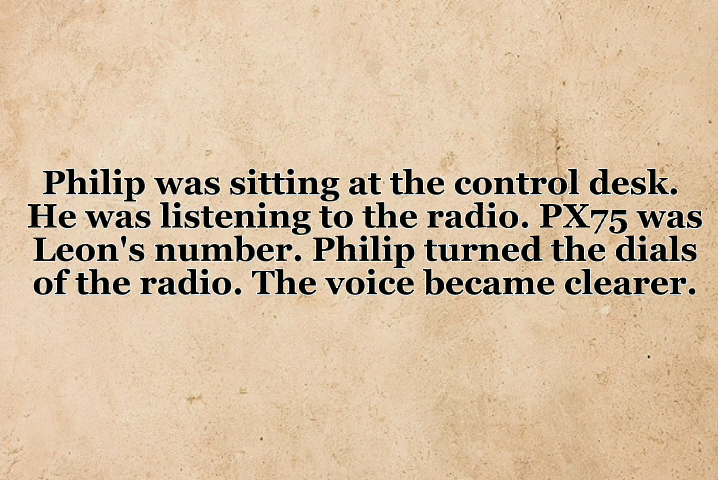 Philip was sitting at the control desk.
He was listening to the radio. PX75 was
Leon's number. Philip turned the dials
of the radio. The voice became clearer.